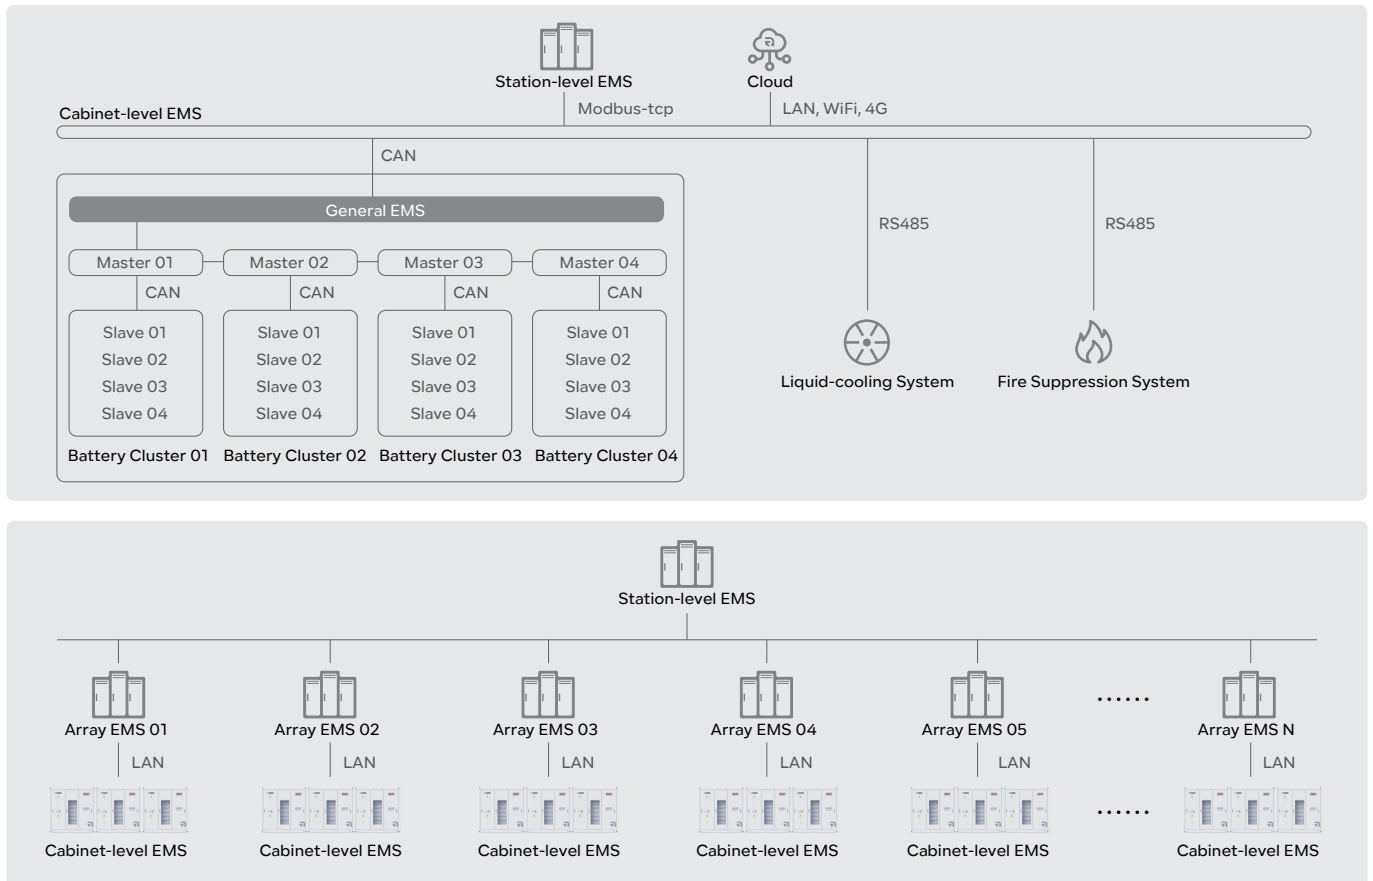 Station-level EMS
Cloud
Modbus-tcp
LAN, WiFi, 4G
Cabinet-level EMS
CAN
General EMS
RS485
RS485
Master 01
Master 02
Master 03
Master 04
CAN
CAN
CAN
CAN
Slave 01
Slave 02
Slave 03
Slave 04
Slave 01
Slave 02
Slave 03
Slave 04
Slave 01
Slave 02
Slave 03
Slave 04
Slave 01
Slave 02
Slave 03
Slave 04
Battery Cluster 01
Battery Cluster 02
Battery Cluster 03
Battery Cluster 04
Liquid-cooling System
Fire Suppression System
Station-level EMS
Array EMS 01
Array EMS 02
Array EMS 03
Array EMS 04
Array EMS 05
......
Array EMS N
LAN
LAN
LAN
LAN
LAN
LAN
......
Cabinet-level EMS
Cabinet-level EMS
Cabinet-level EMS
Cabinet-level EMS
Cabinet-level EMS
Cabinet-level EMS